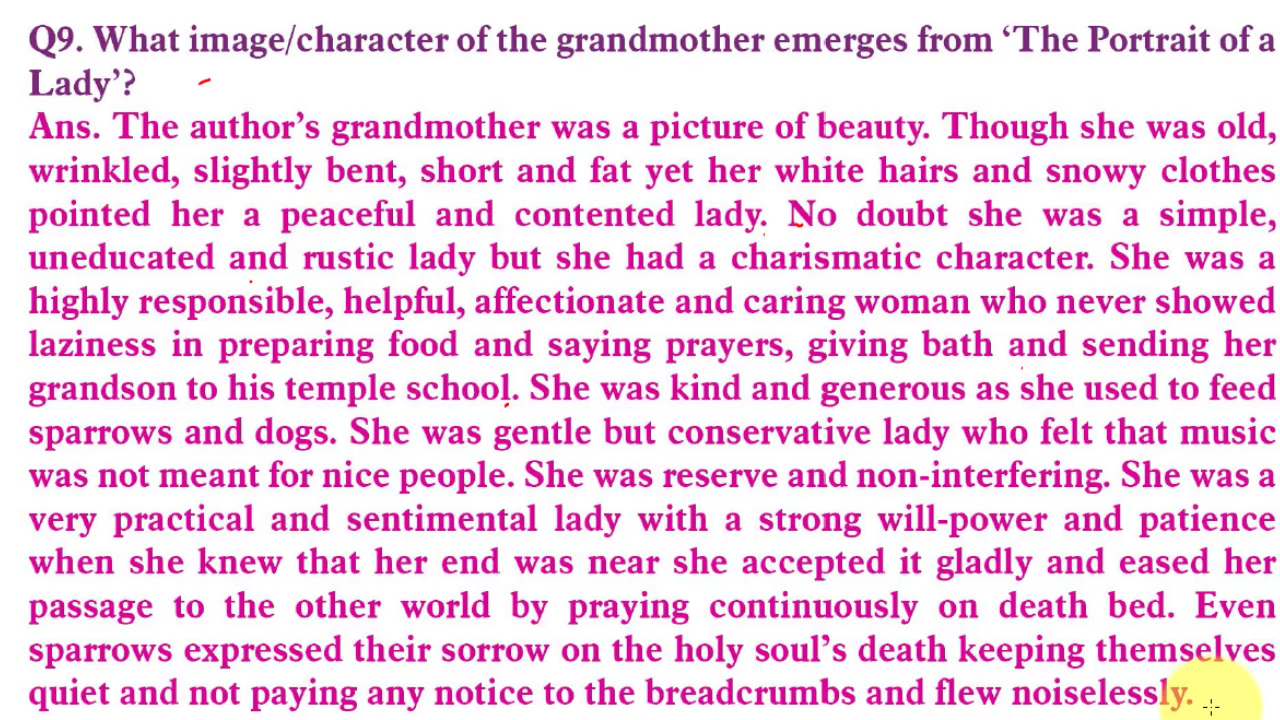 Q9. What image/character of the grandmother emerges from ‘The Portrait of a
Lady’?
Ans. The author’s grandmother was a picture of beauty. Though she was old,
wrinkled, slightly bent, short and fat yet her white hairs and snowy clothes
pointed her a peaceful and contented lady. No doubt she was a simple,
uneducated and rustic lady but she had a charismatic character. She was a
highly responsible, helpful, affectionate and caring woman who never showed
laziness in preparing food and saying prayers, giving bath and sending her
grandson to his temple school. She was kind and generous as she used to feed
sparrows and dogs. She was gentle but conservative lady who felt that music
was not meant for nice people. She was reserve and non-interfering. She was a
very practical and sentimental lady with a strong will-power and patience
when she knew that her end was near she accepted it gladly and eased her
passage to the other world by praying continuously on death bed. Even
sparrows expressed their sorrow on the holy soul’s death keeping themselves
quiet and not paying any notice to the breadcrumbs and flew noiselessly.